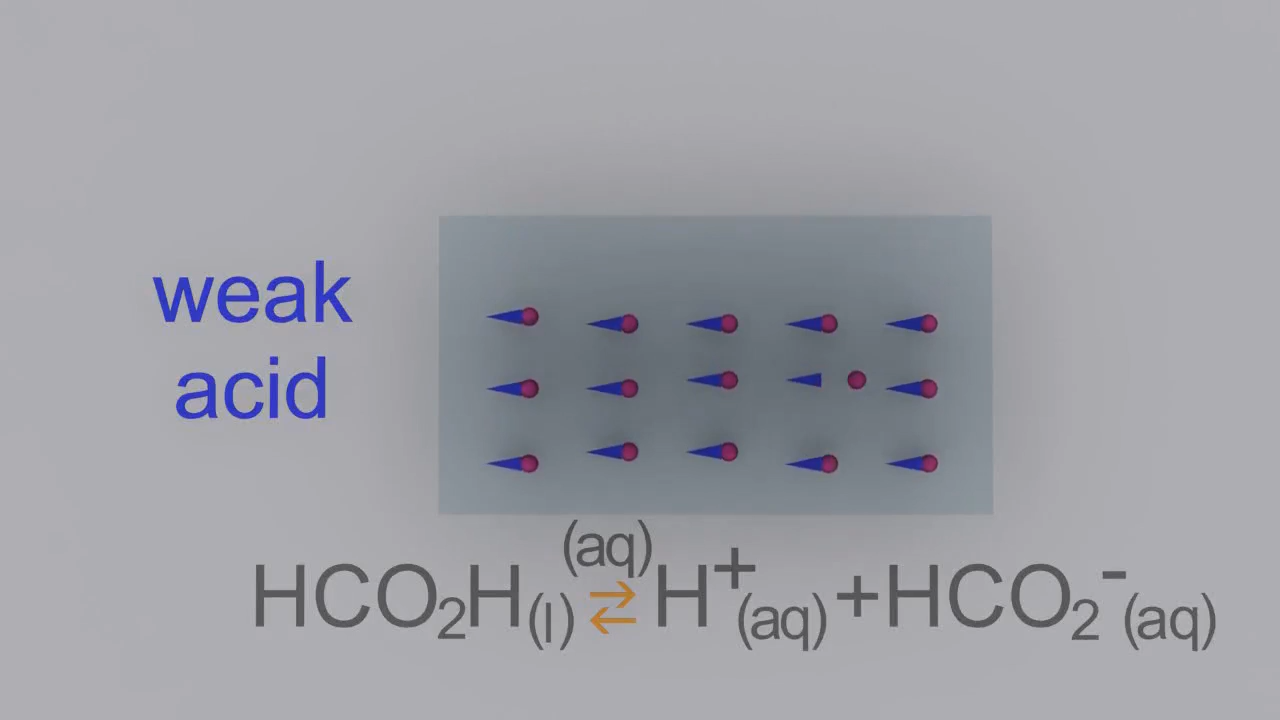 weak
acid
HCO₂H(l) (aq) ⇄ H⁺(aq) + HCO₂⁻(aq)